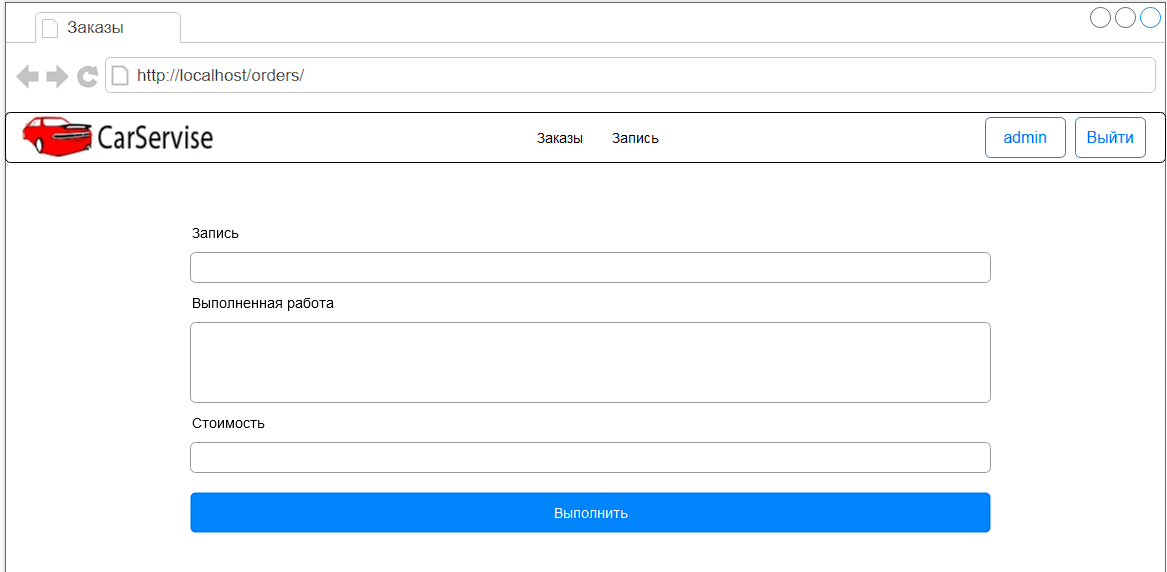 Заказы
http://localhost/orders/
CarServise Заказы Запись admin Выйти
Запись
Выполненная работа
Стоимость
Выполнить